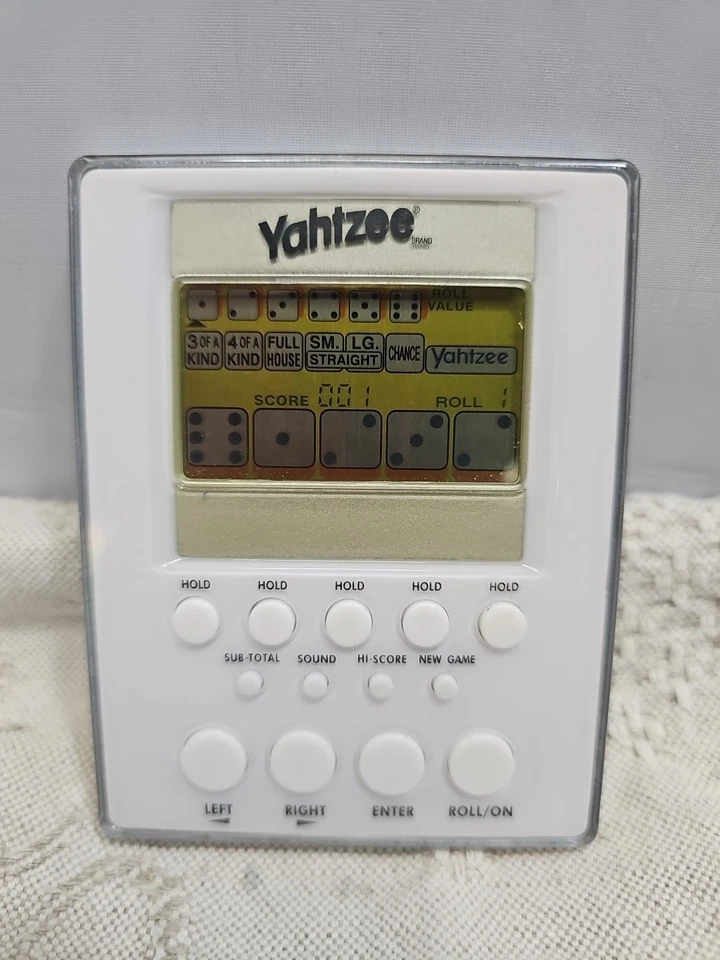 Yahtzee®
BRAND
ROLL
VALUE
3 OF A
KIND
4 OF A
KIND
FULL
HOUSE
SM. LG.
STRAIGHT
CHANCE
Yahtzee
SCORE 001 ROLL 1
HOLD HOLD HOLD HOLD HOLD
SUB-TOTAL SOUND HI-SCORE NEW GAME
LEFT RIGHT ENTER ROLL/ON